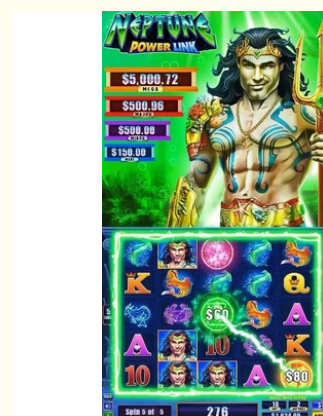 NEPTUNE
POWER LINK
$5,000.72
MEGA
$500.96
MAJOR
$500.00
MINOR
$150.00
MINI
K
Q
$60
A
A
10
A
10
$80
Spin 5 of 5
276